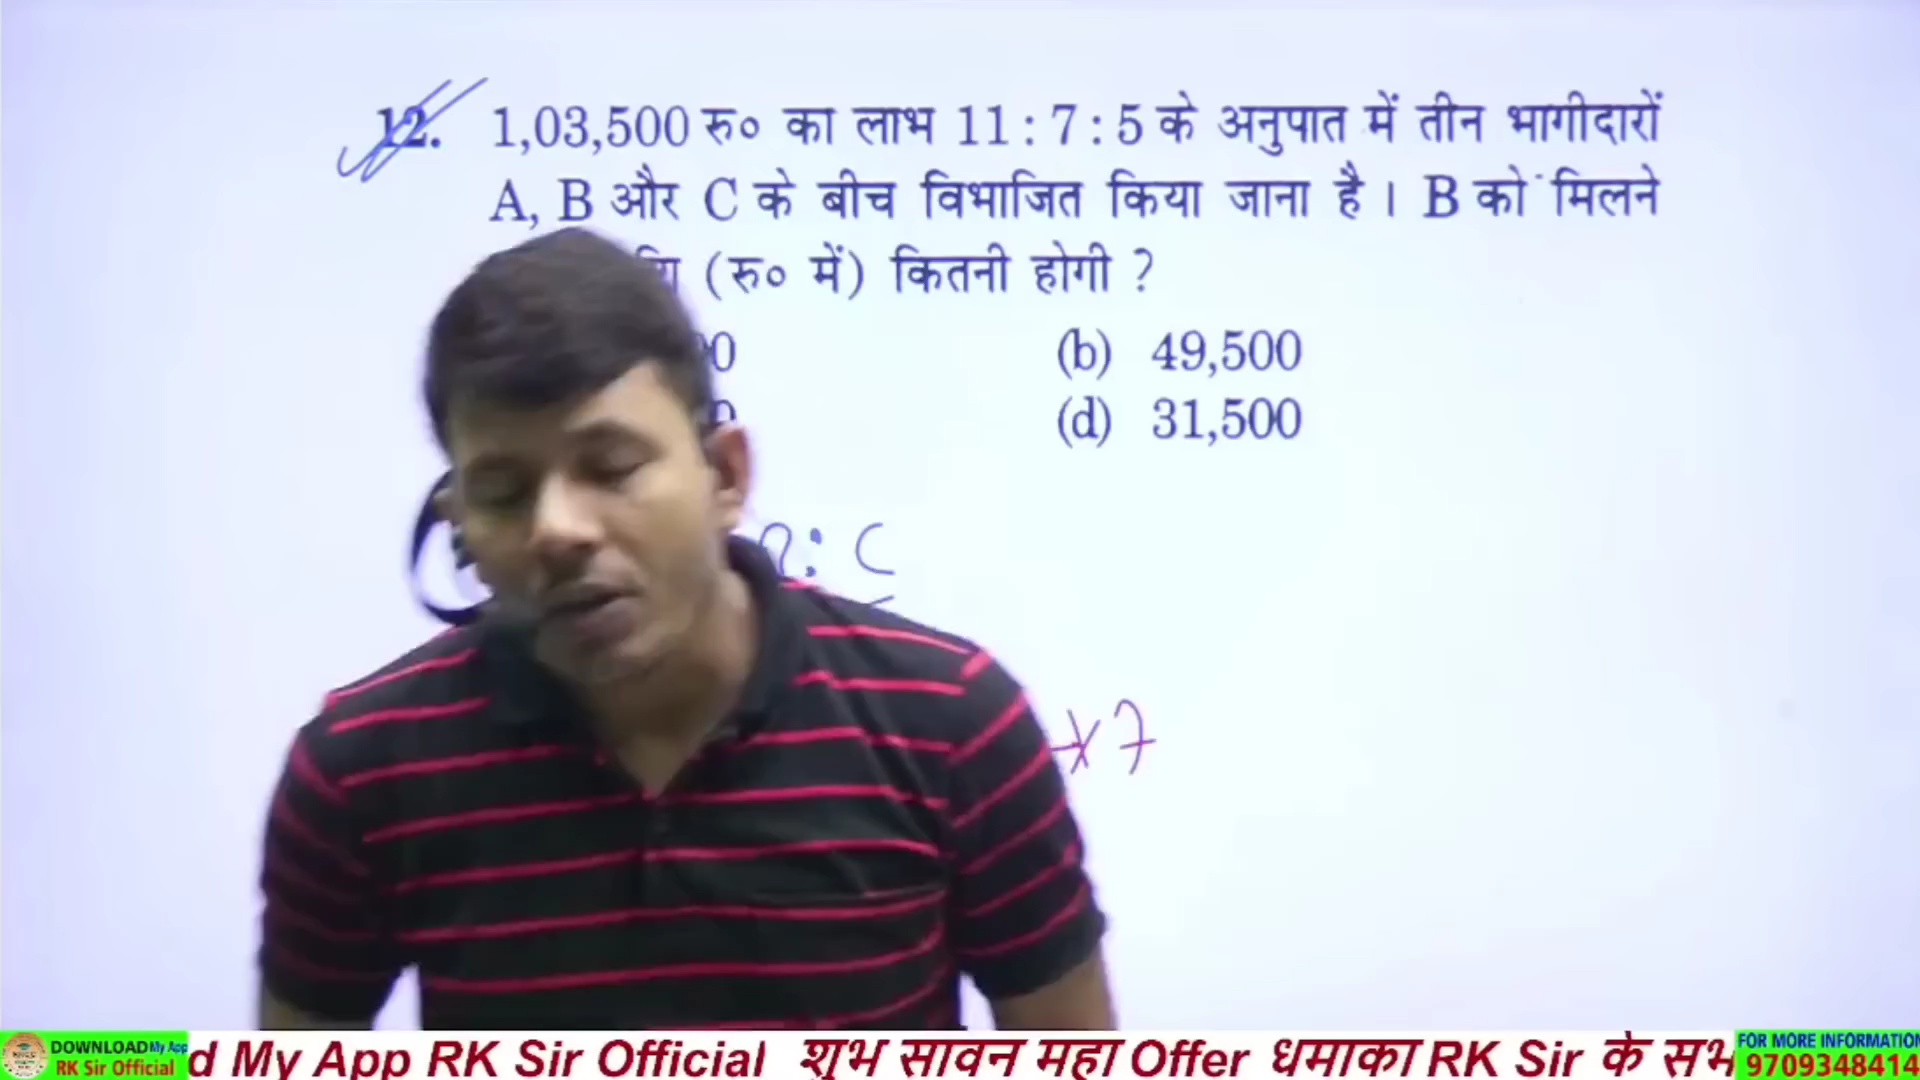 12. 1,03,500 रु० का लाभ 11 : 7 : 5 के अनुपात में तीन भागीदारों
A, B और C के बीच विभाजित किया जाना है । B को मिलने
(रु० में) कितनी होगी ?
(b) 49,500
(d) 31,500
: C
x 7
DOWNLOAD My App
RK Sir Official
d My App RK Sir Official शुभ सावन महा Offer धमाका RK Sir के सभ
FOR MORE INFORMATION
9709348414